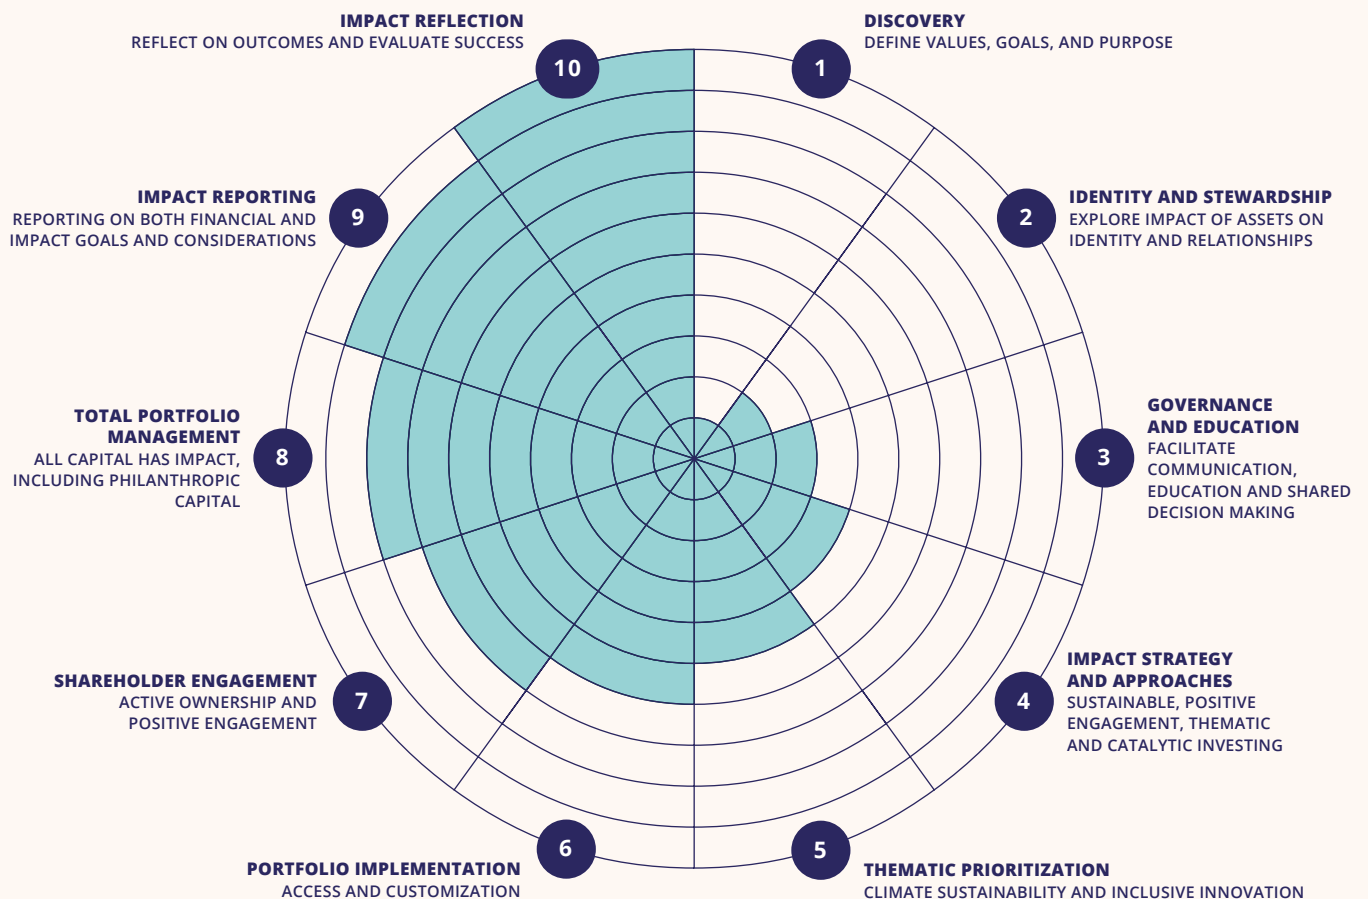 1
DISCOVERY
DEFINE VALUES, GOALS, AND PURPOSE
2
IDENTITY AND STEWARDSHIP
EXPLORE IMPACT OF ASSETS ON
IDENTITY AND RELATIONSHIPS
3
GOVERNANCE
AND EDUCATION
FACILITATE
COMMUNICATION,
EDUCATION AND SHARED
DECISION MAKING
4
IMPACT STRATEGY
AND APPROACHES
SUSTAINABLE, POSITIVE
ENGAGEMENT, THEMATIC
AND CATALYTIC INVESTING
5
THEMATIC PRIORITIZATION
CLIMATE SUSTAINABILITY AND INCLUSIVE INNOVATION
6
PORTFOLIO IMPLEMENTATION
ACCESS AND CUSTOMIZATION
7
SHAREHOLDER ENGAGEMENT
ACTIVE OWNERSHIP AND
POSITIVE ENGAGEMENT
8
TOTAL PORTFOLIO
MANAGEMENT
ALL CAPITAL HAS IMPACT,
INCLUDING PHILANTHROPIC
CAPITAL
9
IMPACT REPORTING
REPORTING ON BOTH FINANCIAL AND
IMPACT GOALS AND CONSIDERATIONS
10
IMPACT REFLECTION
REFLECT ON OUTCOMES AND EVALUATE SUCCESS